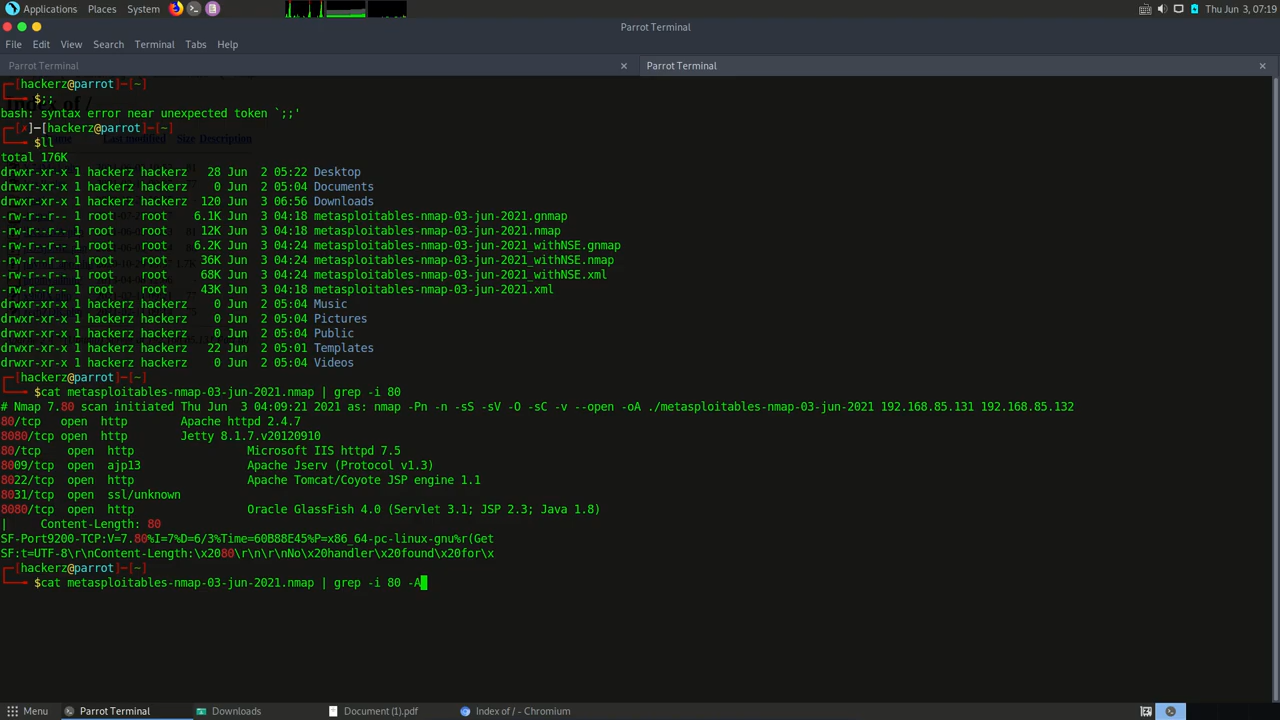 Applications Places System Thu Jun 3, 07:19
Parrot Terminal
File Edit View Search Terminal Tabs Help
Parrot Terminal × Parrot Terminal ×
┌─[hackerz@parrot]─[~]
└──╼ $;;
bash: syntax error near unexpected token `;;'
┌─[✗]─[hackerz@parrot]─[~]
└──╼ $ll
total 176K
drwxr-xr-x 1 hackerz hackerz 28 Jun 2 05:22 Desktop
drwxr-xr-x 1 hackerz hackerz 0 Jun 2 05:04 Documents
drwxr-xr-x 1 hackerz hackerz 120 Jun 3 06:56 Downloads
-rw-r--r-- 1 root root 6.1K Jun 3 04:18 metasploitables-nmap-03-jun-2021.gnmap
-rw-r--r-- 1 root root 12K Jun 3 04:18 metasploitables-nmap-03-jun-2021.nmap
-rw-r--r-- 1 root root 6.2K Jun 3 04:24 metasploitables-nmap-03-jun-2021_withNSE.gnmap
-rw-r--r-- 1 root root 36K Jun 3 04:24 metasploitables-nmap-03-jun-2021_withNSE.nmap
-rw-r--r-- 1 root root 68K Jun 3 04:24 metasploitables-nmap-03-jun-2021_withNSE.xml
-rw-r--r-- 1 root root 43K Jun 3 04:18 metasploitables-nmap-03-jun-2021.xml
drwxr-xr-x 1 hackerz hackerz 0 Jun 2 05:04 Music
drwxr-xr-x 1 hackerz hackerz 0 Jun 2 05:04 Pictures
drwxr-xr-x 1 hackerz hackerz 0 Jun 2 05:04 Public
drwxr-xr-x 1 hackerz hackerz 22 Jun 2 05:01 Templates
drwxr-xr-x 1 hackerz hackerz 0 Jun 2 05:04 Videos
┌─[hackerz@parrot]─[~]
└──╼ $cat metasploitables-nmap-03-jun-2021.nmap | grep -i 80
# Nmap 7.80 scan initiated Thu Jun 3 04:09:21 2021 as: nmap -Pn -n -sS -sV -O -sC -v --open -oA ./metasploitables-nmap-03-jun-2021 192.168.85.131 192.168.85.132
80/tcp open http Apache httpd 2.4.7
8080/tcp open http Jetty 8.1.7.v20120910
80/tcp open http Microsoft IIS httpd 7.5
8009/tcp open ajp13 Apache Jserv (Protocol v1.3)
8022/tcp open http Apache Tomcat/Coyote JSP engine 1.1
8031/tcp open ssl/unknown
8080/tcp open http Oracle GlassFish 4.0 (Servlet 3.1; JSP 2.3; Java 1.8)
| Content-Length: 80
SF-Port9200-TCP:V=7.80%I=7%D=6/3%Time=60B88E45%P=x86_64-pc-linux-gnu%r(Get
SF:t=UTF-8\r\nContent-Length:\x2080\r\n\r\nNo\x20handler\x20found\x20for\x
┌─[hackerz@parrot]─[~]
└──╼ $cat metasploitables-nmap-03-jun-2021.nmap | grep -i 80 -A
Menu Parrot Terminal Downloads Document (1).pdf Index of / - Chromium